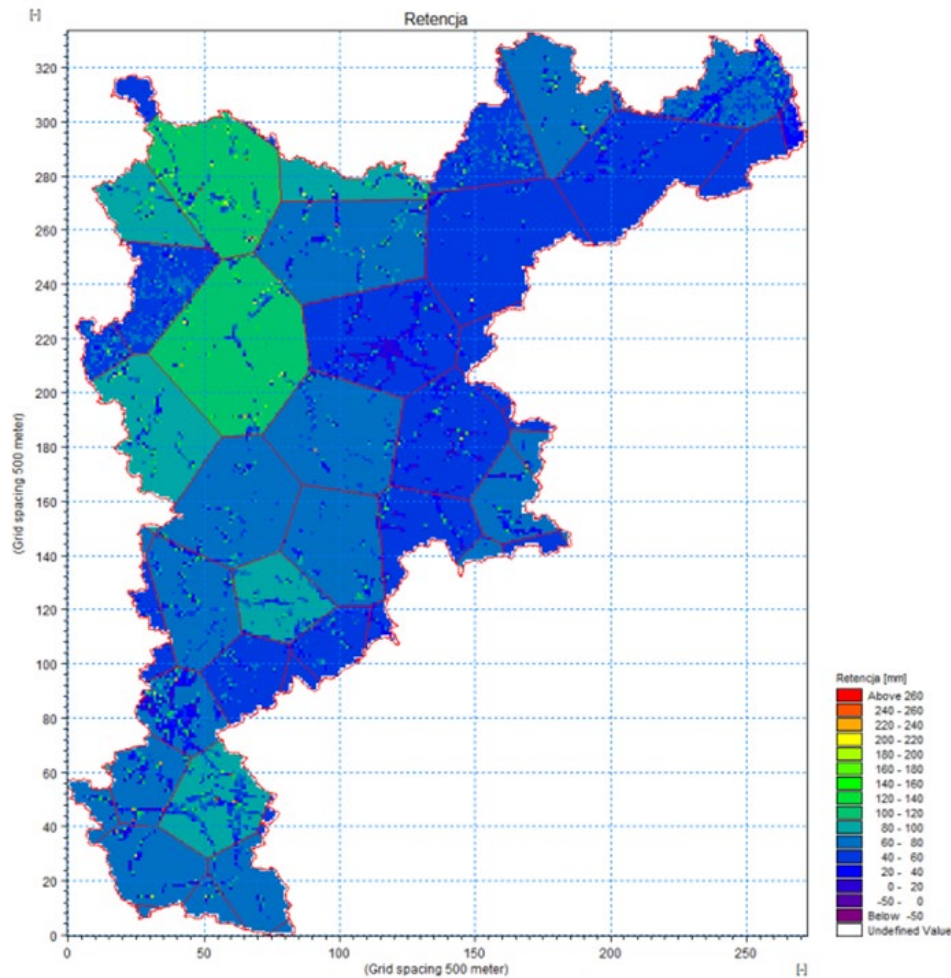 [-]
Retencja
320
300
280
260
240
220
200
180
160
140
120
100
80
60
40
20
0
(Grid spacing 500 meter)
0
50
100
150
200
250
(Grid spacing 500 meter)
[-]
Retencja [mm]
Above 260
240 - 260
220 - 240
200 - 220
180 - 200
160 - 180
140 - 160
120 - 140
100 - 120
80 - 100
60 - 80
40 - 60
20 - 40
0 - 20
-50 - 0
Below -50
Undefined Value